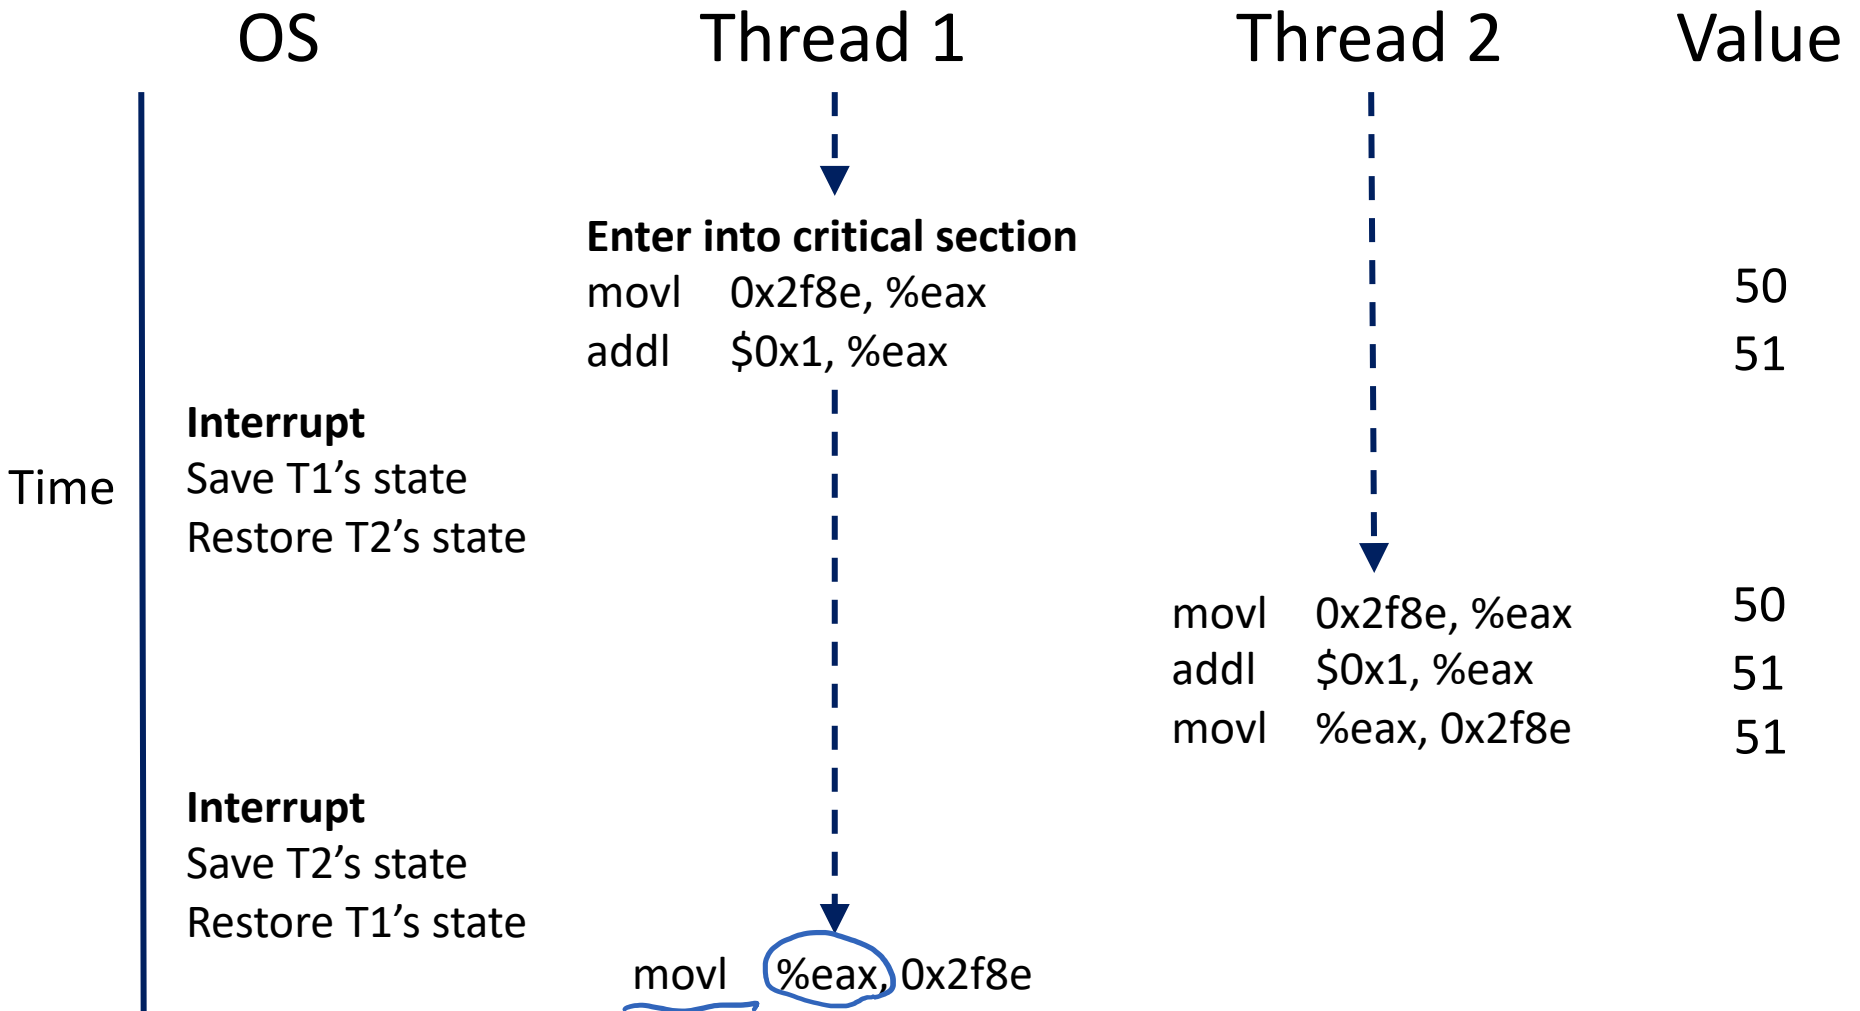 OS Thread 1 Thread 2 Value
Enter into critical section
movl 0x2f8e, %eax 50
addl $0x1, %eax 51
Interrupt
Time Save T1’s state
Restore T2’s state
movl 0x2f8e, %eax 50
addl $0x1, %eax 51
movl %eax, 0x2f8e 51
Interrupt
Save T2’s state
Restore T1’s state
movl %eax, 0x2f8e